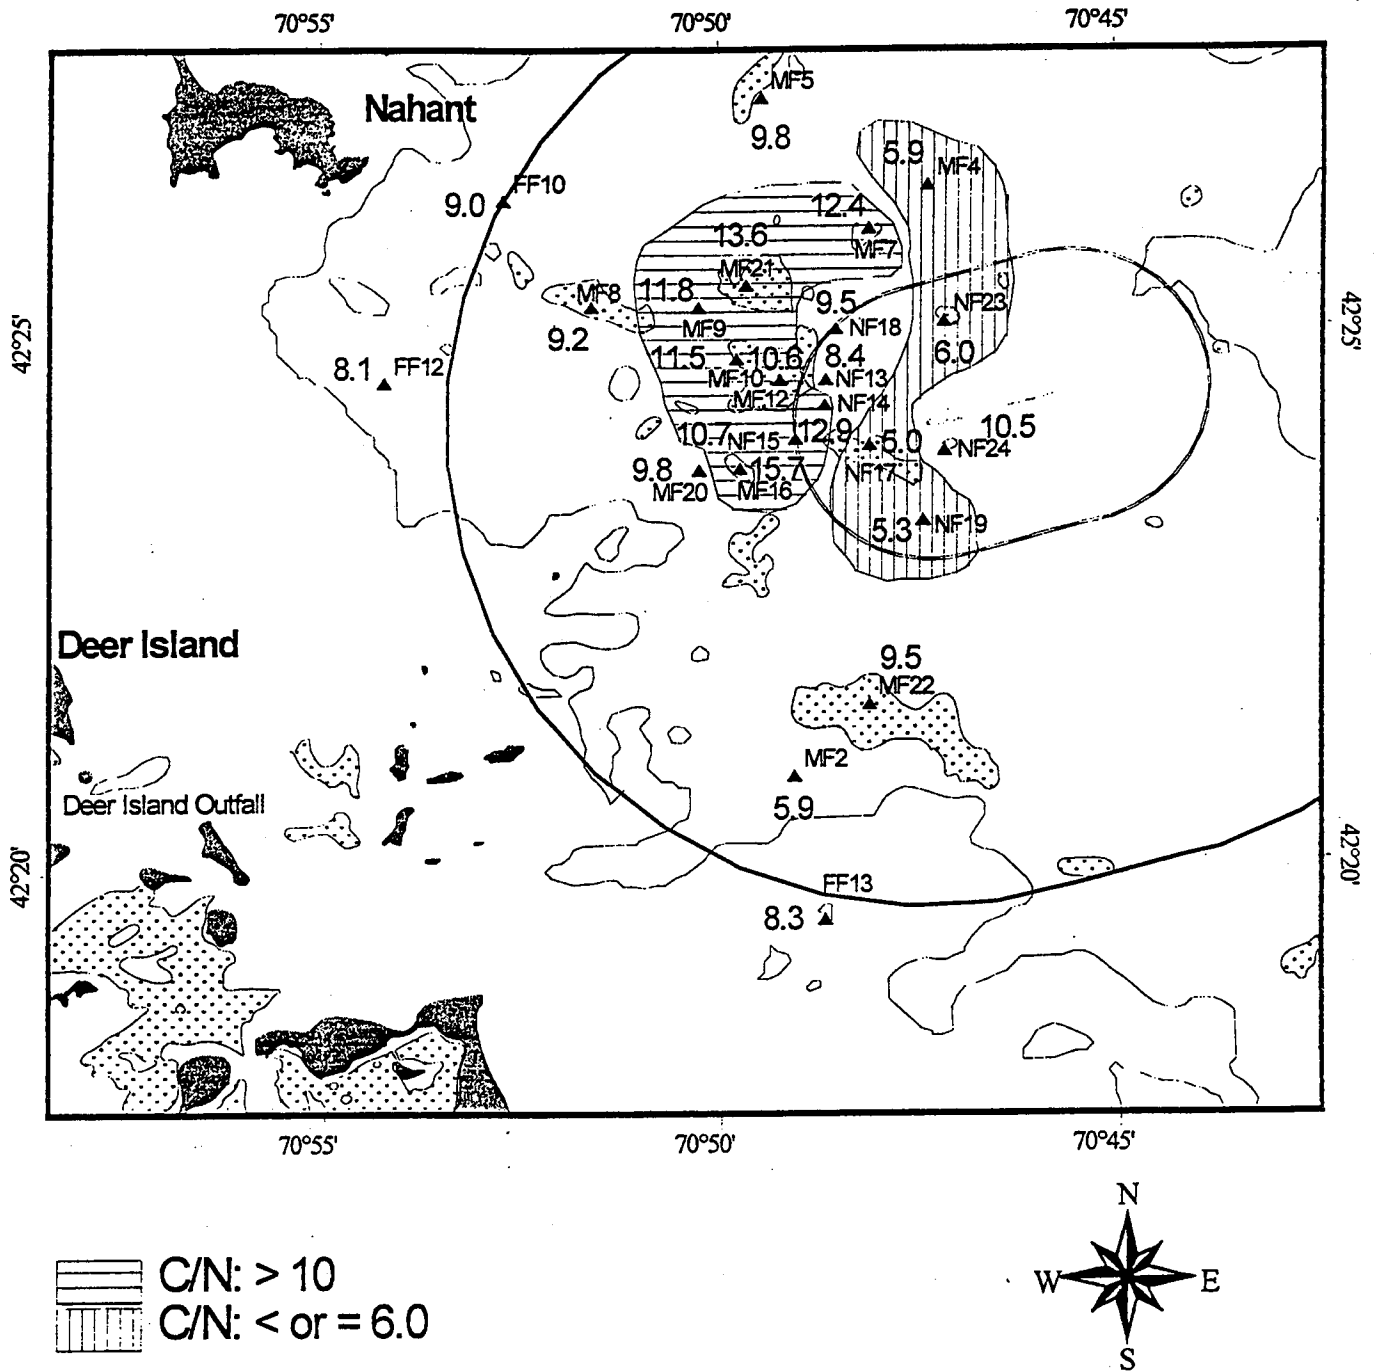 70°55' 70°50' 70°45'
Nahant
MF5
9.8
5.9
MF4
FF10
9.0
12.4
MF7
13.6
MF21
MF8
11.8
MF9
9.2
9.5
NF18
NF23
6.0
42°25'
42°25'
8.1 FF12
11.5
MF10
10.6
MF12
8.4
NF13
NF14
10.7
NF15
12.9
5.0
NF17
10.5
NF24
9.8
MF20
15.7
MF16
5.3
NF19
Deer Island
9.5
MF22
MF2
5.9
Deer Island Outfall
42°20'
42°20'
FF13
8.3
70°55' 70°50' 70°45'
N
W E
S
C/N: > 10
C/N: < or = 6.0